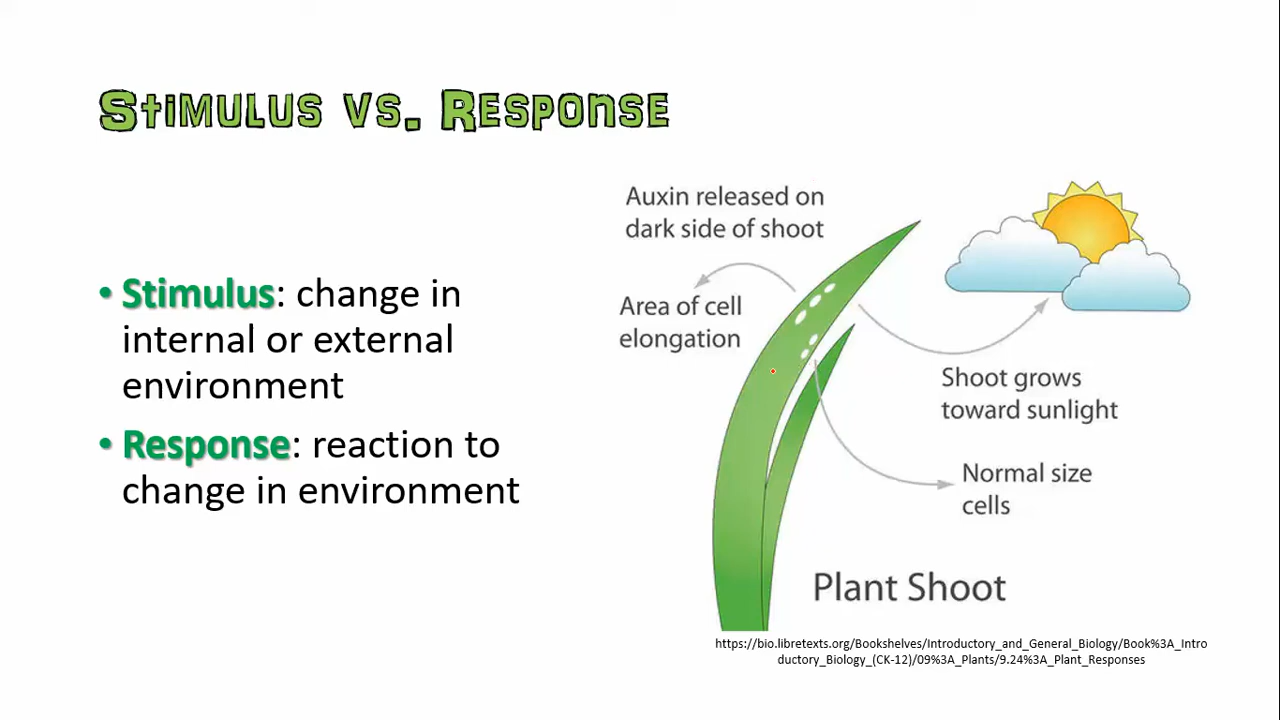 Stimulus vs. Response
• Stimulus: change in
internal or external
environment
• Response: reaction to
change in environment
Auxin released on
dark side of shoot
Area of cell
elongation
Shoot grows
toward sunlight
Normal size
cells
Plant Shoot
https://bio.libretexts.org/Bookshelves/Introductory_and_General_Biology/Book%3A_Intro
ductory_Biology_(CK-12)/09%3A_Plants/9.24%3A_Plant_Responses